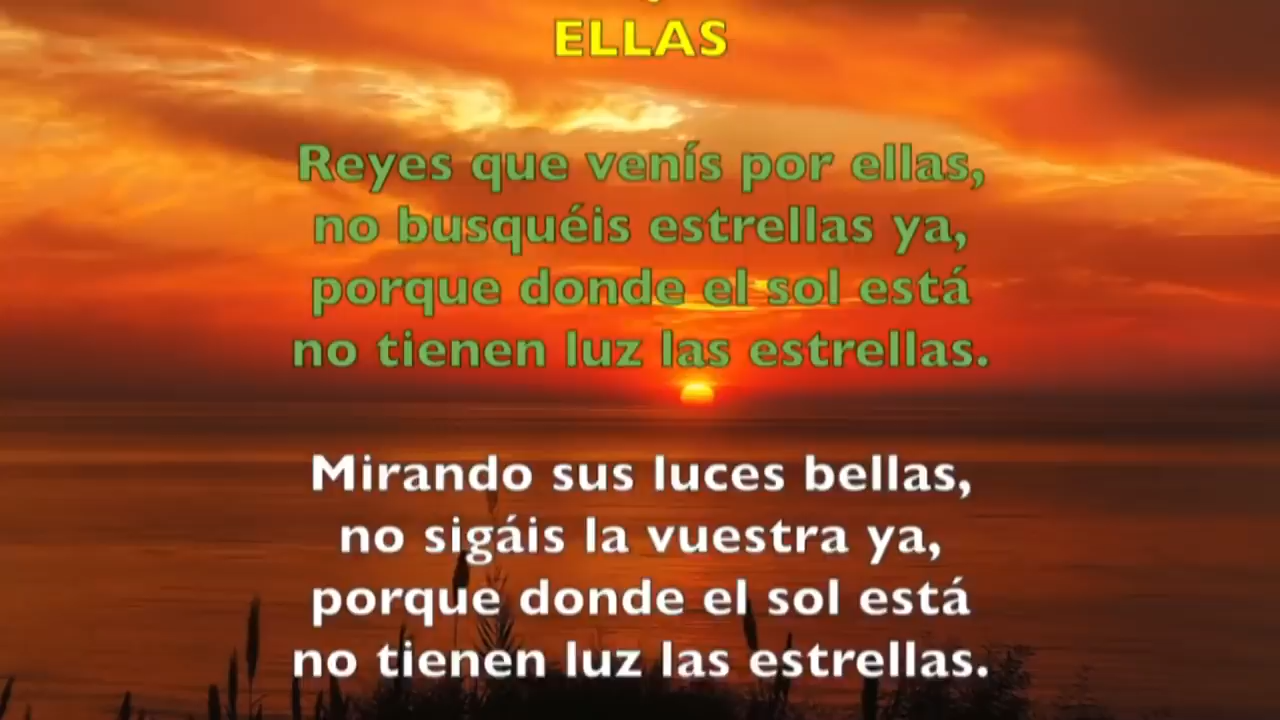 ELLAS
Reyes que venís por ellas,
no busquéis estrellas ya,
porque donde el sol está
no tienen luz las estrellas.
Mirando sus luces bellas,
no sigáis la vuestra ya,
porque donde el sol está
no tienen luz las estrellas.